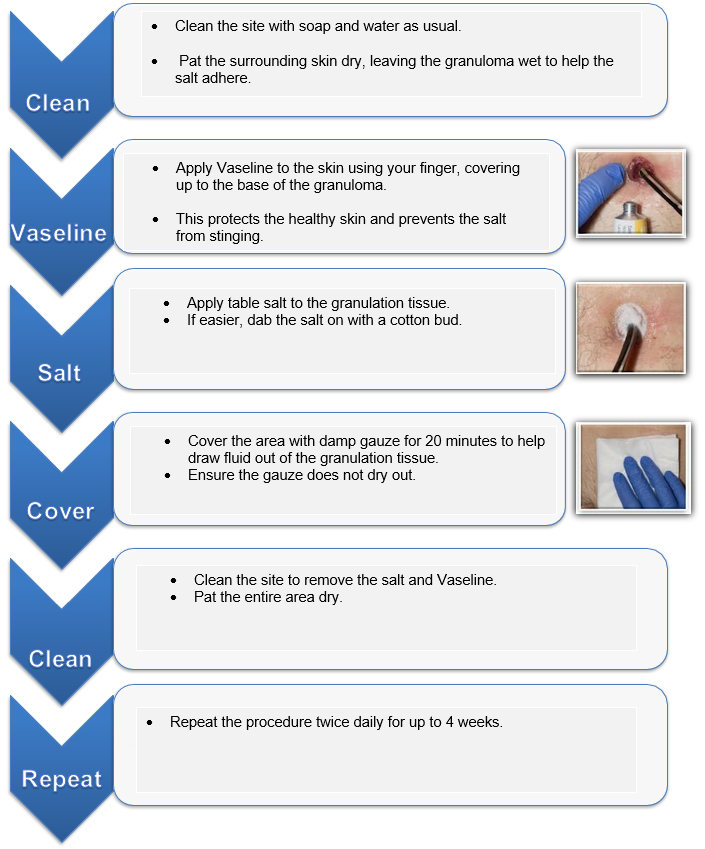 Clean
• Clean the site with soap and water as usual.
• Pat the surrounding skin dry, leaving the granuloma wet to help the
salt adhere.
Vaseline
• Apply Vaseline to the skin using your finger, covering
up to the base of the granuloma.
• This protects the healthy skin and prevents the salt
from stinging.
Salt
• Apply table salt to the granulation tissue.
• If easier, dab the salt on with a cotton bud.
Cover
• Cover the area with damp gauze for 20 minutes to help
draw fluid out of the granulation tissue.
• Ensure the gauze does not dry out.
Clean
• Clean the site to remove the salt and Vaseline.
• Pat the entire area dry.
Repeat
• Repeat the procedure twice daily for up to 4 weeks.